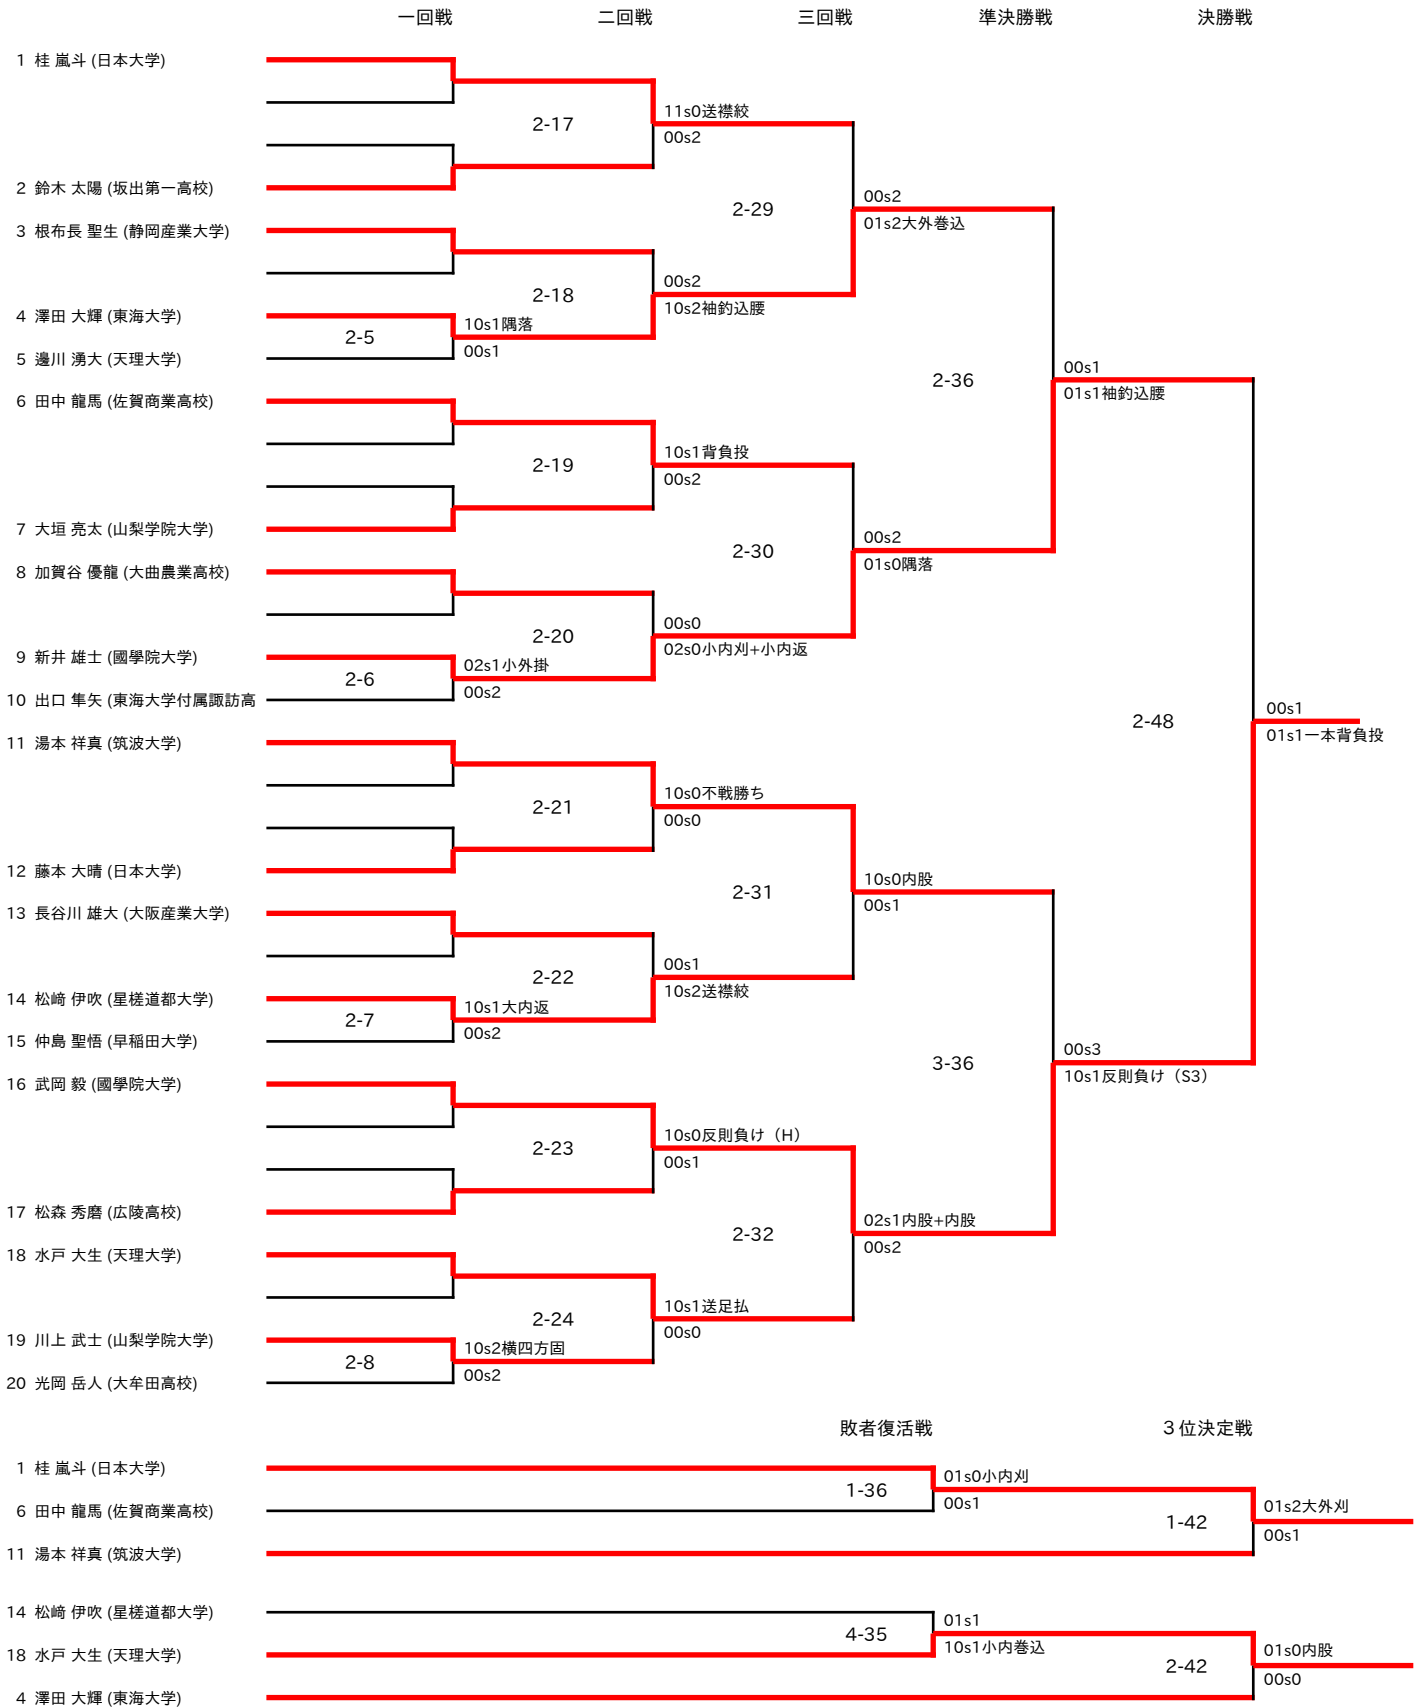 一回戦 二回戦 三回戦 準決勝戦 決勝戦
1 桂 嵐斗 (日本大学)
11s0送襟絞
2-17
00s2
2 鈴木 太陽 (坂出第一高校)
00s2
2-29
01s2大外巻込
3 根布長 聖生 (静岡産業大学)
00s2
2-18
10s2袖釣込腰
4 澤田 大輝 (東海大学)
10s1隅落
2-5
00s1
5 邊川 湧大 (天理大学)
00s1
2-36
01s1袖釣込腰
6 田中 龍馬 (佐賀商業高校)
10s1背負投
2-19
00s2
7 大垣 亮太 (山梨学院大学)
00s2
2-30
01s0隅落
8 加賀谷 優龍 (大曲農業高校)
00s0
2-20
02s0小内刈+小内返
9 新井 雄士 (國學院大学)
02s1小外掛
2-6
00s2
10 出口 隼矢 (東海大学付属諏訪高
00s1
2-48
01s1一本背負投
11 湯本 祥真 (筑波大学)
10s0不戦勝ち
2-21
00s0
12 藤本 大晴 (日本大学)
10s0内股
2-31
00s1
13 長谷川 雄大 (大阪産業大学)
00s1
2-22
10s2送襟絞
14 松﨑 伊吹 (星槎道都大学)
10s1大内返
2-7
00s2
15 仲島 聖悟 (早稲田大学)
00s3
3-36
10s1反則負け（S3）
16 武岡 毅 (國學院大学)
10s0反則負け（H）
2-23
00s1
17 松森 秀磨 (広陵高校)
02s1内股+内股
2-32
00s2
18 水戸 大生 (天理大学)
10s1送足払
2-24
00s0
19 川上 武士 (山梨学院大学)
10s2横四方固
2-8
00s2
20 光岡 岳人 (大牟田高校)
敗者復活戦 ３位決定戦
1 桂 嵐斗 (日本大学)
01s0小内刈
1-36
00s1
6 田中 龍馬 (佐賀商業高校)
01s2大外刈
1-42
00s1
11 湯本 祥真 (筑波大学)
14 松﨑 伊吹 (星槎道都大学)
01s1
4-35
10s1小内巻込
18 水戸 大生 (天理大学)
01s0内股
2-42
00s0
4 澤田 大輝 (東海大学)